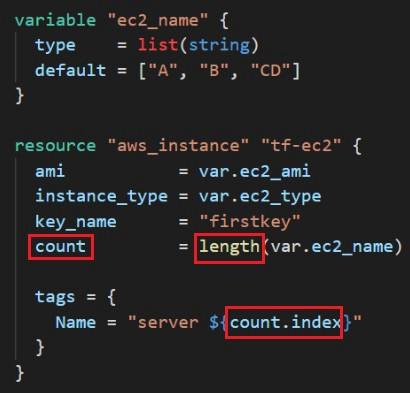 variable "ec2_name" {
  type    = list(string)
  default = ["A", "B", "CD"]
}

resource "aws_instance" "tf-ec2" {
  ami           = var.ec2_ami
  instance_type = var.ec2_type
  key_name      = "firstkey"
  count         = length(var.ec2_name)

  tags = {
    Name = "server ${count.index}"
  }
}